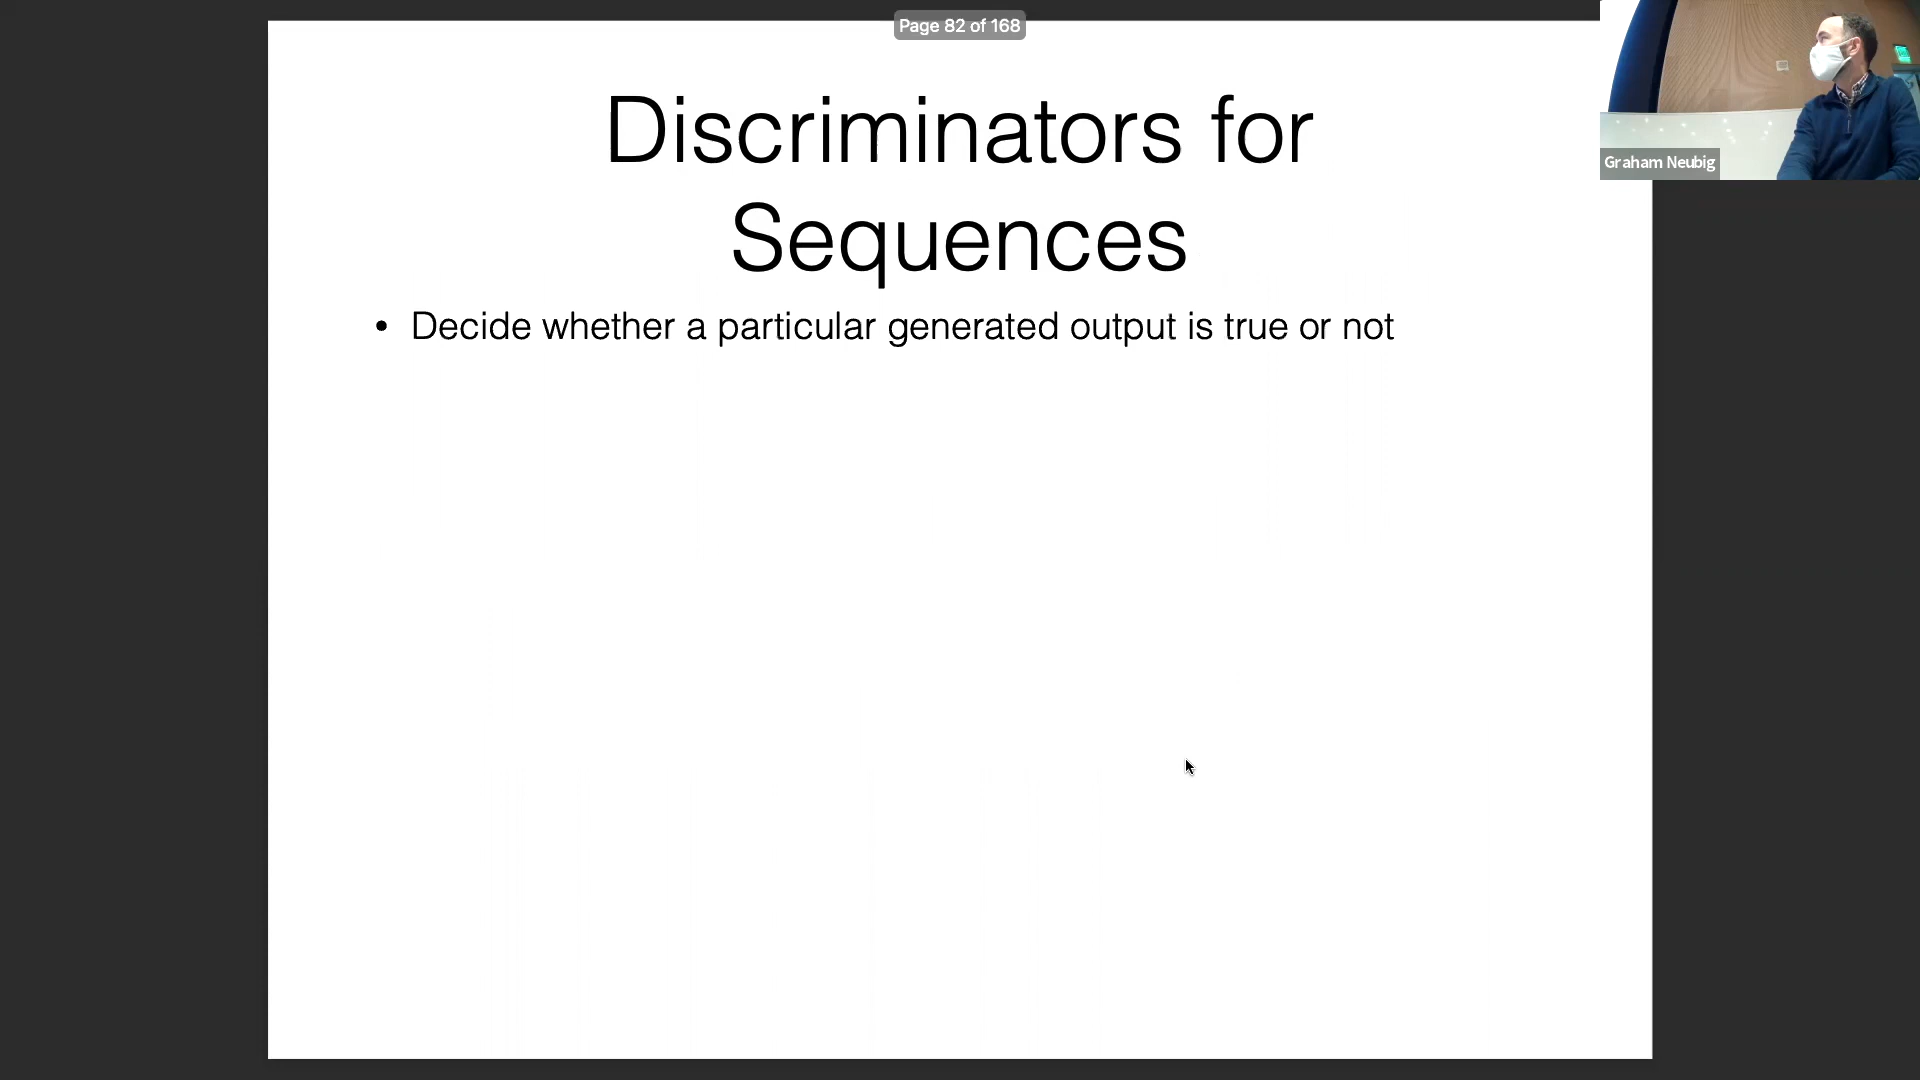 Page 82 of 168
Discriminators for
Sequences
• Decide whether a particular generated output is true or not
Graham Neubig